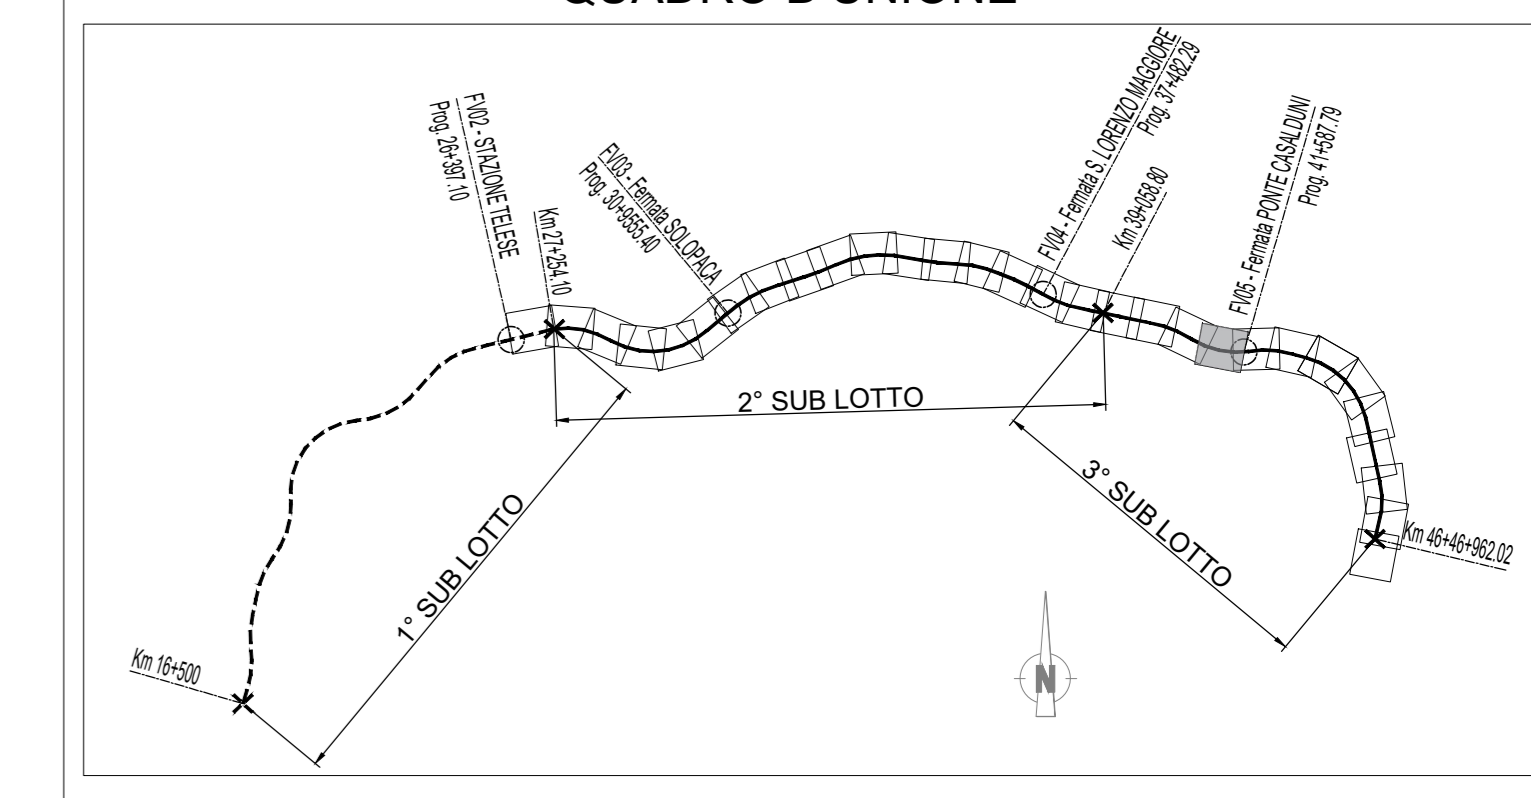 QUADRO D'UNIONE
FV02 - STAZIONE TELESE
Prog. 26+397.10
Km 27+254.10
FV03 - Fermata SOLOPACA
Prog. 30+9555.40
FV04 - Fermata S. LORENZO MAGGIORE
Prog. 37+482.29
Km 39+058.80
FV05 - Fermata PONTE CASALDUNI
Prog. 41+587.79
2° SUB LOTTO
1° SUB LOTTO
3° SUB LOTTO
Km 46+46+962.02
Km 16+500
N